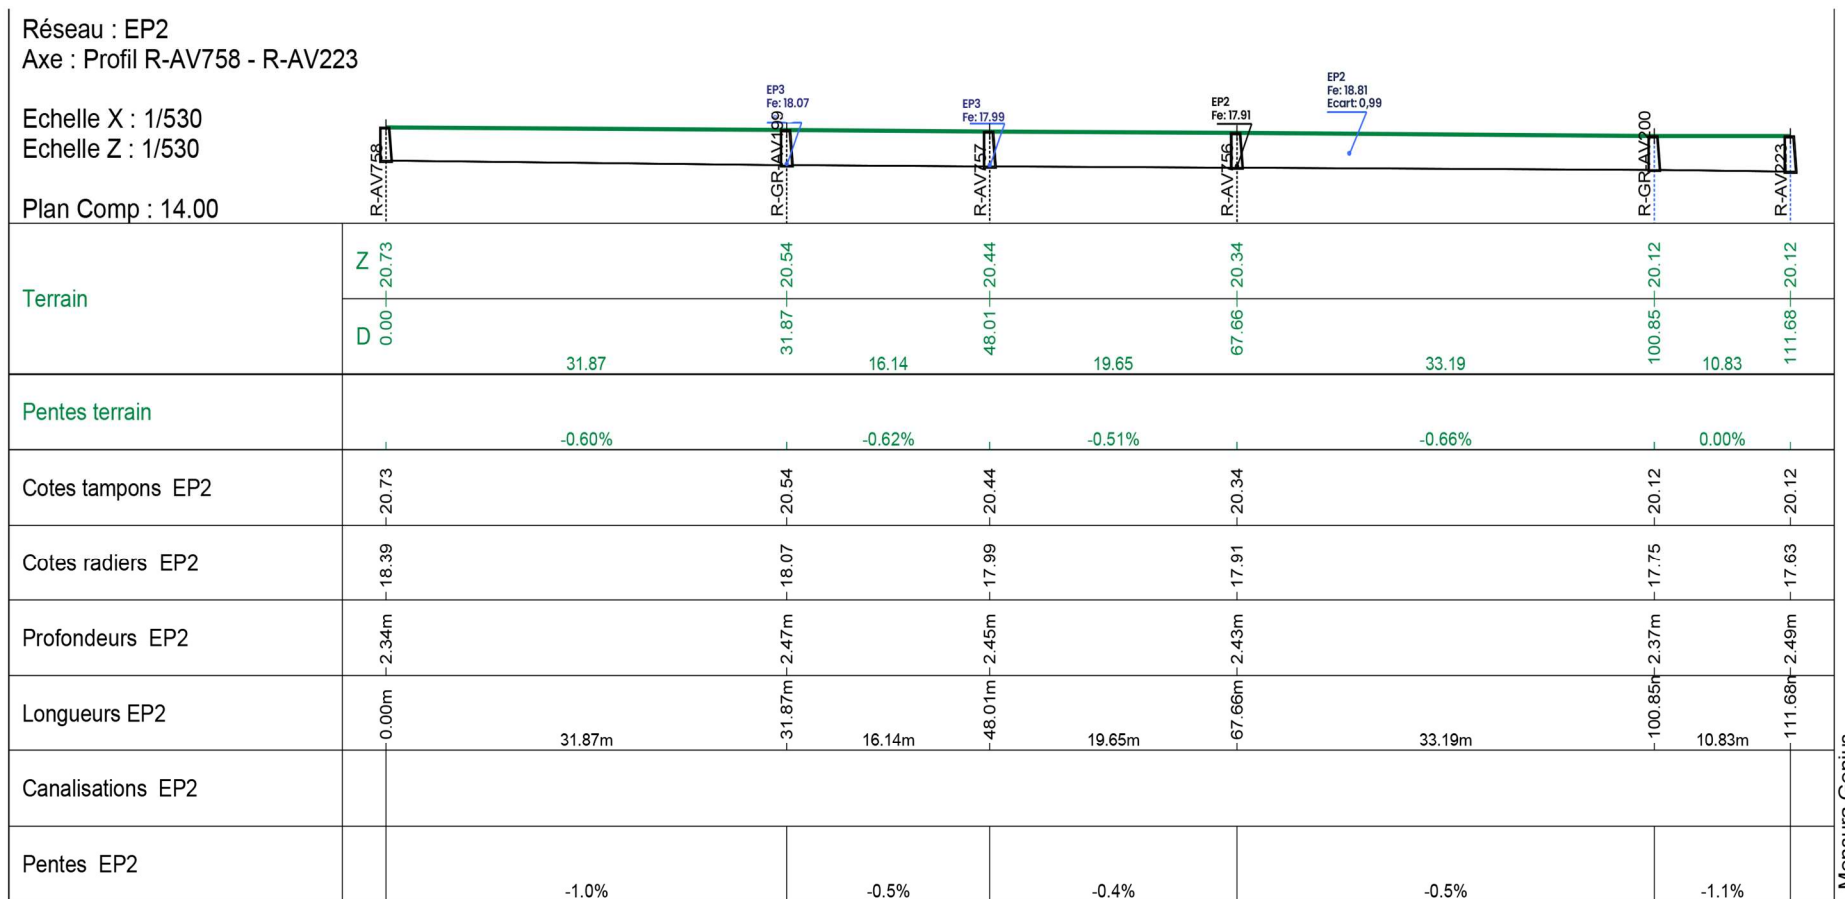 Réseau : EP2
Axe : Profil R-AV758 - R-AV223
Echelle X : 1/530
Echelle Z : 1/530
Plan Comp : 14.00
EP3
Fe: 18.07
EP3
Fe: 17.99
EP2
Fe: 17.91
EP2
Fe: 18.81
Ecart: 0,99
R-AV758
R-GR-AV199
R-AV757
R-AV756
R-GR-AV200
R-AV223
Terrain
Z 20.73 20.54 20.44 20.34 20.12 20.12
D 0.00 31.87 48.01 67.66 100.85 111.68
31.87 16.14 19.65 33.19 10.83
Pentes terrain
-0.60% -0.62% -0.51% -0.66% 0.00%
Cotes tampons EP2 20.73 20.54 20.44 20.34 20.12 20.12
Cotes radiers EP2 18.39 18.07 17.99 17.91 17.75 17.63
Profondeurs EP2 2.34m 2.47m 2.45m 2.43m 2.37m 2.49m
Longueurs EP2 0.00m 31.87m 48.01m 67.66m 100.85m 111.68m
31.87m 16.14m 19.65m 33.19m 10.83m
Canalisations EP2
Pentes EP2
-1.0% -0.5% -0.4% -0.5% -1.1%